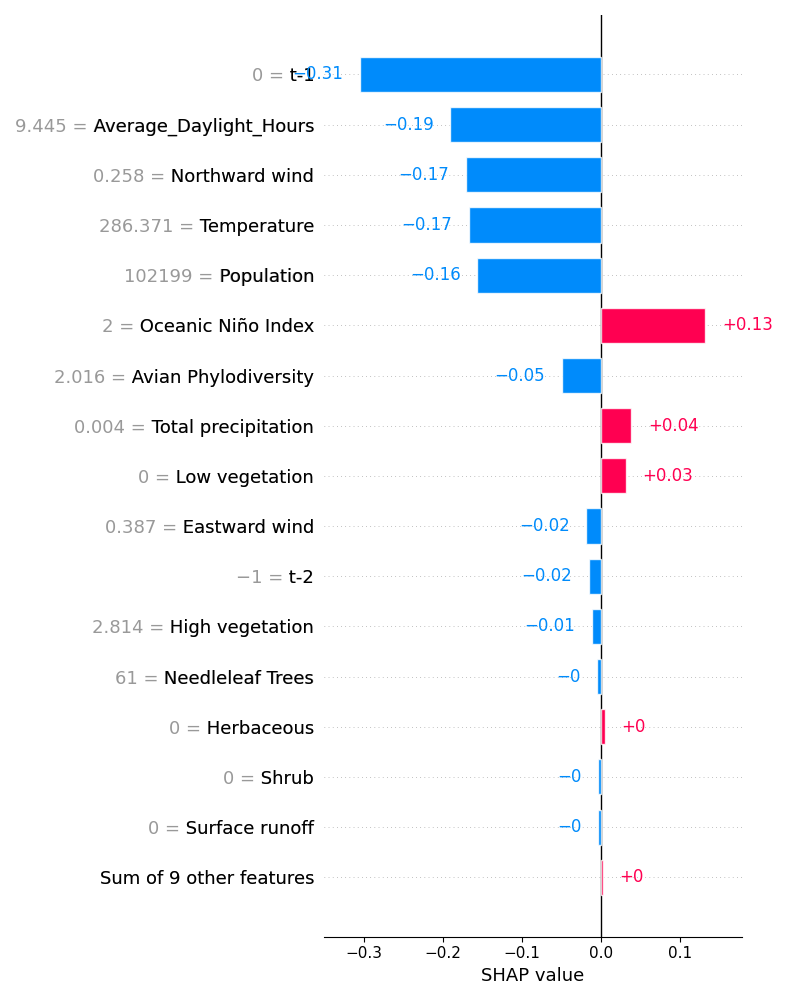 0 = t-1 −0.31
9.445 = Average_Daylight_Hours −0.19
0.258 = Northward wind −0.17
286.371 = Temperature −0.17
102199 = Population −0.16
2 = Oceanic Niño Index +0.13
2.016 = Avian Phylodiversity −0.05
0.004 = Total precipitation +0.04
0 = Low vegetation +0.03
0.387 = Eastward wind −0.02
−1 = t-2 −0.02
2.814 = High vegetation −0.01
61 = Needleleaf Trees −0
0 = Herbaceous +0
0 = Shrub −0
0 = Surface runoff −0
Sum of 9 other features +0
−0.3 −0.2 −0.1 0.0 0.1
SHAP value